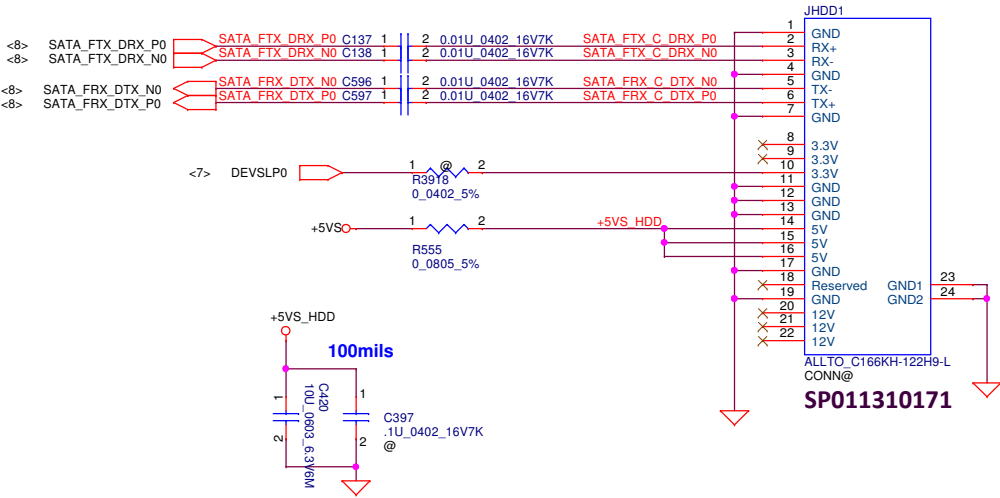 JHDD1
<8> SATA_FTX_DRX_P0 SATA_FTX_DRX_P0 C137 1 2 0.01U_0402_16V7K SATA_FTX_C_DRX_P0
<8> SATA_FTX_DRX_N0 SATA_FTX_DRX_N0 C138 1 2 0.01U_0402_16V7K SATA_FTX_C_DRX_N0
<8> SATA_FRX_DTX_N0 SATA_FRX_DTX_N0 C596 1 2 0.01U_0402_16V7K SATA_FRX_C_DTX_N0
<8> SATA_FRX_DTX_P0 SATA_FRX_DTX_P0 C597 1 2 0.01U_0402_16V7K SATA_FRX_C_DTX_P0
1 GND
2 RX+
3 RX-
4 GND
5 TX-
6 TX+
7 GND
8 3.3V
9 3.3V
10 3.3V
11 GND
12 GND
13 GND
14 5V
15 5V
16 5V
17 GND
18 Reserved
19 GND
20 12V
21 12V
22 12V
GND1 23
GND2 24
<7> DEVSLP0 1 @ 2
R3918
0_0402_5%
+5VS 1 2 +5VS_HDD
R555
0_0805_5%
ALLTO_C166KH-122H9-L
CONN@
SP011310171
+5VS_HDD
100mils
1 2
C420
10U_0603_6.3V6M
1 2
C397
.1U_0402_16V7K
@